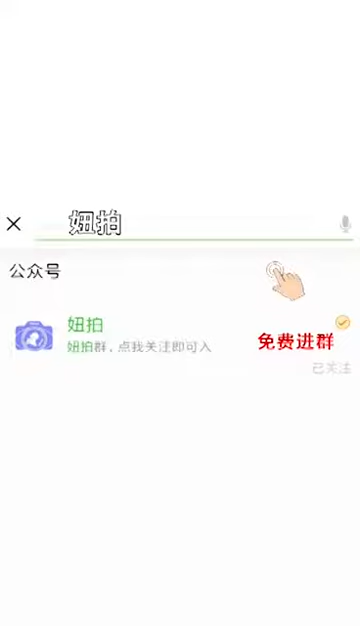 妞拍
公众号
妞拍
妞拍群，点我关注即可入
免费进群
已关注